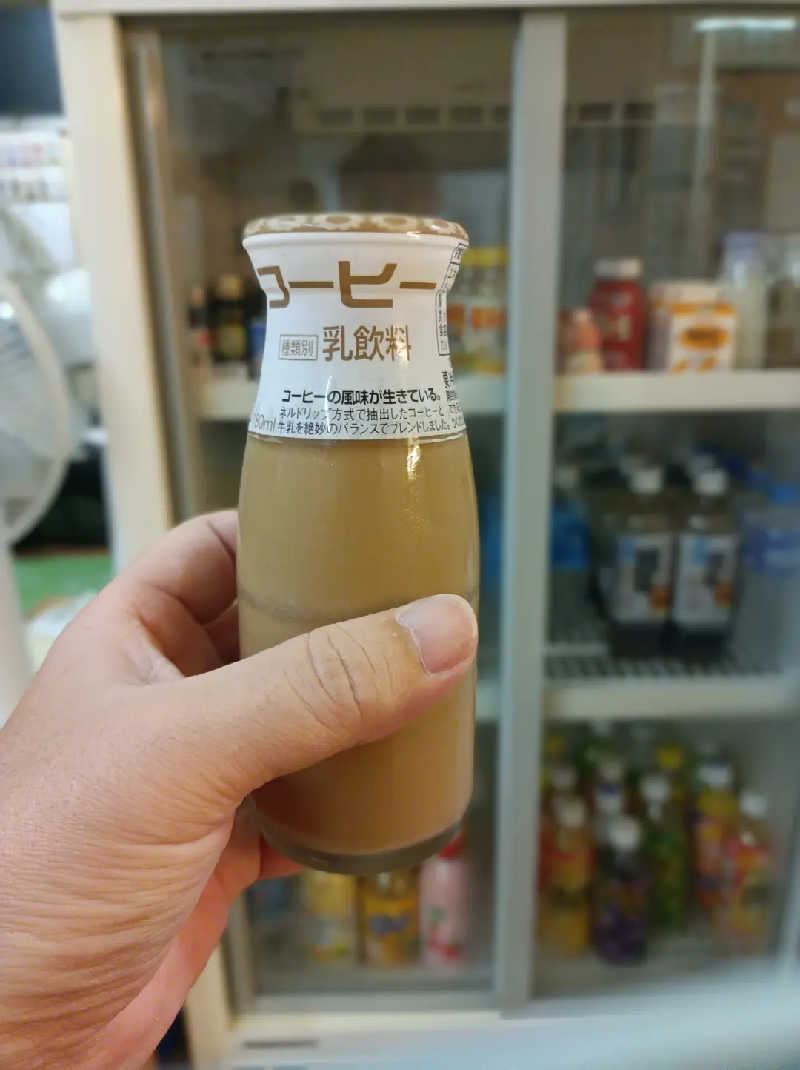 コーヒー
種類別 乳飲料
コーヒーの風味が生きている。
ネルドリップ方式で抽出したコーヒーと
180ml 牛乳を絶妙のバランスでブレンドしました。